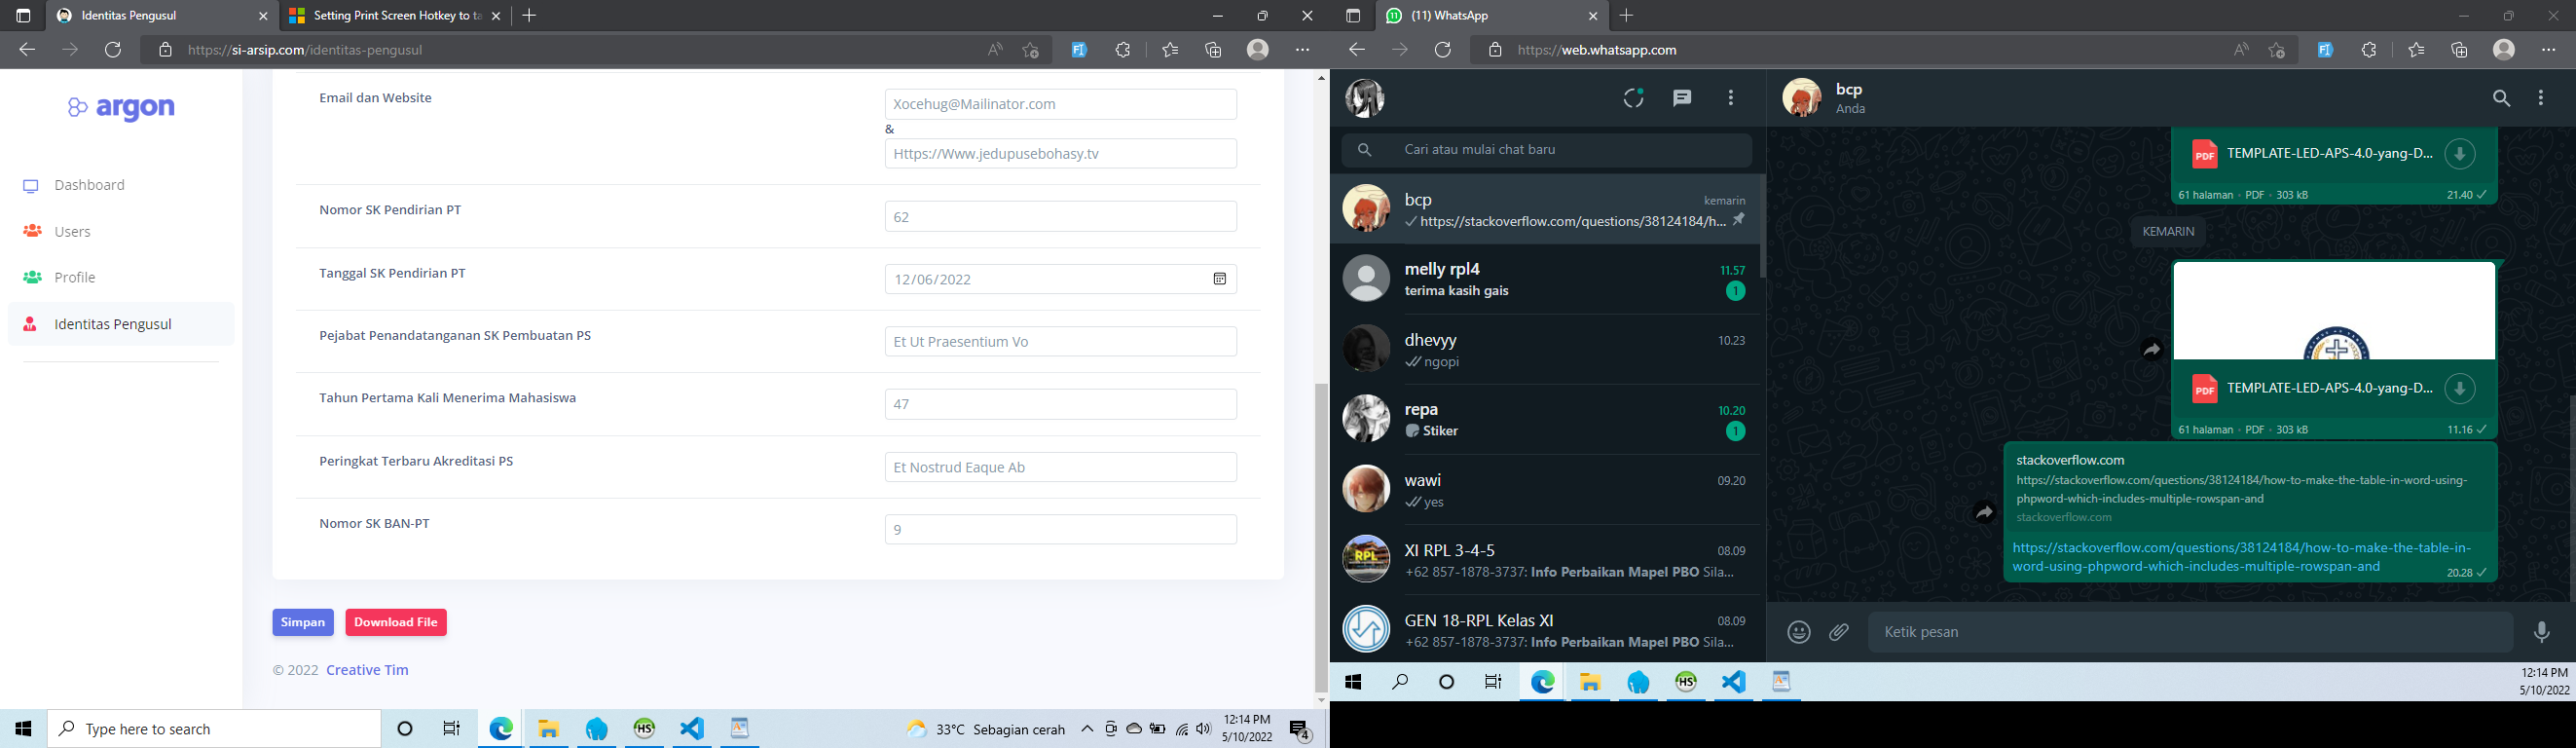 Identitas Pengusul
Setting Print Screen Hotkey to ta
https://si-arsip.com/identitas-pengusul
argon
Dashboard
Users
Profile
Identitas Pengusul
Email dan Website
Xocehug@Mailinator.com
&
Https://Www.jedupusebohasy.tv
Nomor SK Pendirian PT
62
Tanggal SK Pendirian PT
12/06/2022
Pejabat Penandatanganan SK Pembuatan PS
Et Ut Praesentium Vo
Tahun Pertama Kali Menerima Mahasiswa
47
Peringkat Terbaru Akreditasi PS
Et Nostrud Eaque Ab
Nomor SK BAN-PT
9
Simpan
Download File
© 2022 Creative Tim
Type here to search
HS
33°C Sebagian cerah
12:14 PM
5/10/2022
4
(11) WhatsApp
https://web.whatsapp.com
Cari atau mulai chat baru
bcp
kemarin
https://stackoverflow.com/questions/38124184/h...
melly rpl4
11.57
terima kasih gais
1
dhevyy
10.23
ngopi
repa
10.20
Stiker
1
wawi
09.20
yes
RPL
XI RPL 3-4-5
08.09
+62 857-1878-3737: Info Perbaikan Mapel PBO Sila...
GEN 18-RPL Kelas XI
08.09
+62 857-1878-3737: Info Perbaikan Mapel PBO Sila...
bcp
Anda
PDF
TEMPLATE-LED-APS-4.0-yang-D...
61 halaman · PDF · 303 kB
21.40
KEMARIN
PDF
TEMPLATE-LED-APS-4.0-yang-D...
61 halaman · PDF · 303 kB
11.16
stackoverflow.com
https://stackoverflow.com/questions/38124184/how-to-make-the-table-in-word-using-
phpword-which-includes-multiple-rowspan-and
stackoverflow.com
https://stackoverflow.com/questions/38124184/how-to-make-the-table-in-
word-using-phpword-which-includes-multiple-rowspan-and
20.28
Ketik pesan
HS
12:14 PM
5/10/2022